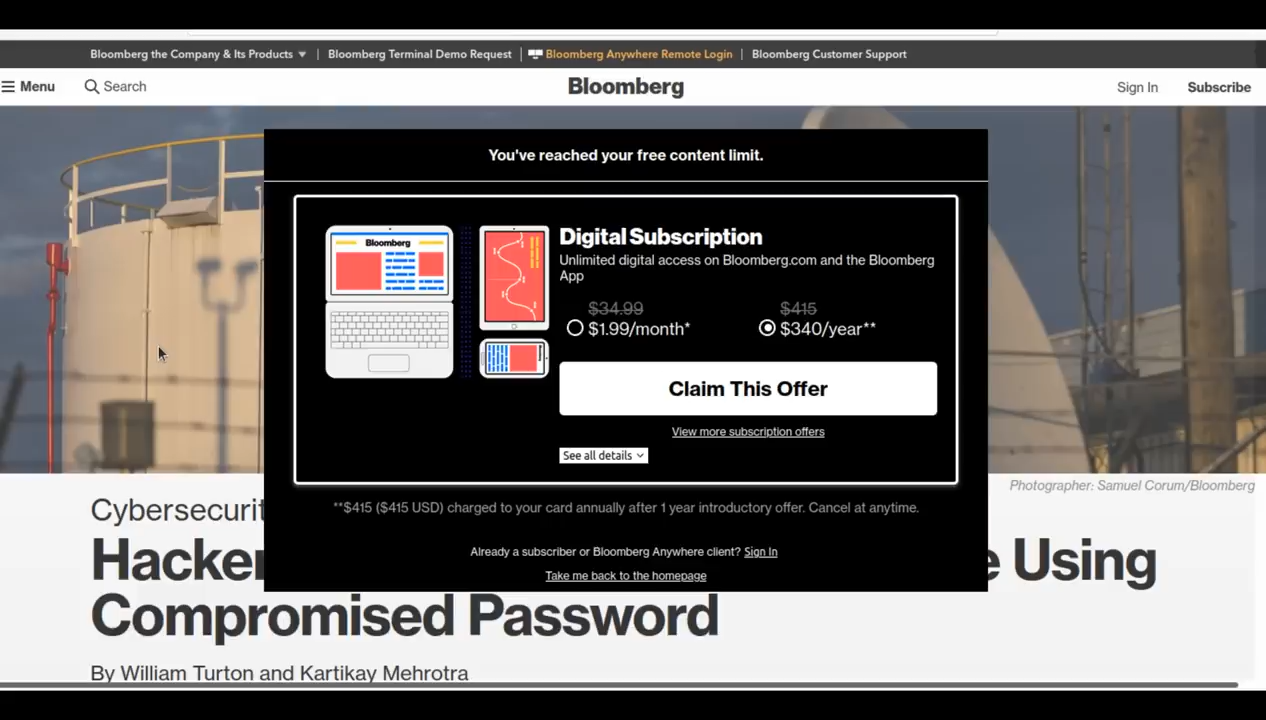 Bloomberg the Company & Its Products
Bloomberg Terminal Demo Request
Bloomberg Anywhere Remote Login
Bloomberg Customer Support
Menu
Search
Bloomberg
Sign In
Subscribe
You've reached your free content limit.
Bloomberg
Digital Subscription
Unlimited digital access on Bloomberg.com and the Bloomberg
App
$34.99
$1.99/month*
$415
$340/year**
Claim This Offer
View more subscription offers
See all details
**$415 ($415 USD) charged to your card annually after 1 year introductory offer. Cancel at anytime.
Already a subscriber or Bloomberg Anywhere client? Sign In
Take me back to the homepage
Photographer: Samuel Corum/Bloomberg
Using
Compromised Password
By William Turton and Kartikay Mehrotra